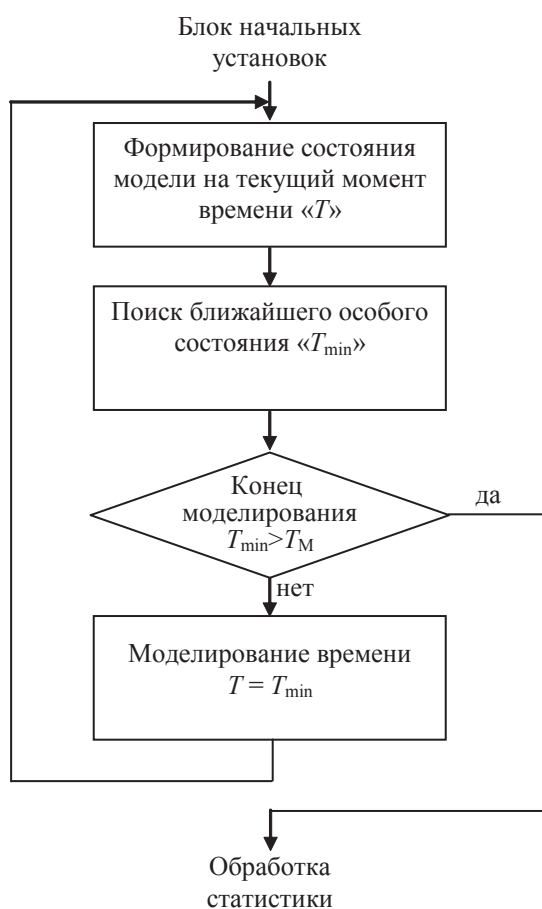 Блок начальных
установок
Формирование состояния
модели на текущий момент
времени «T»
Поиск ближайшего особого
состояния «Tmin»
Конец
моделирования
Tmin>TМ
да
нет
Моделирование времени
T = Tmin
Обработка
статистики